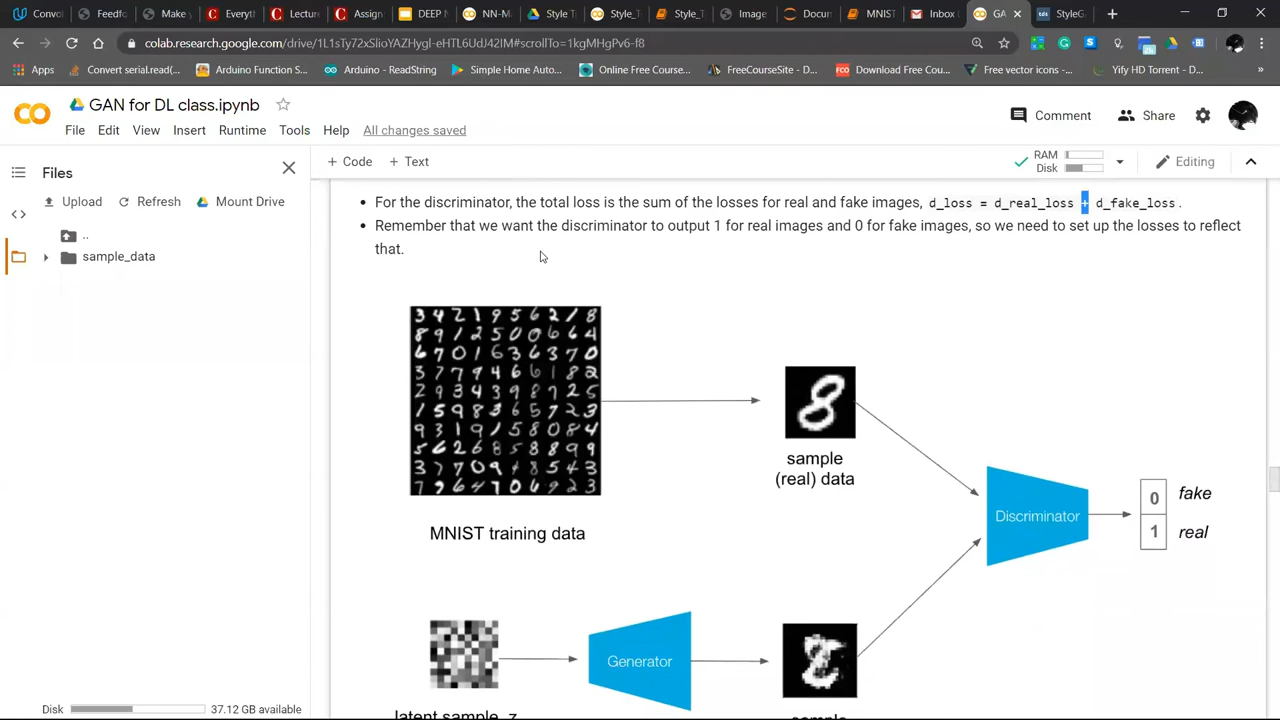 Convo
Feedfo
Make y
Everyth
Lecture
Assign
DEEP N
NN-M
Style T
Style_To
Style_T
Image
Docum
MNIST
Inbox
GA
StyleG
colab.research.google.com/drive/
#scrollTo=1kgMHgPv6-f8
Apps
Convert serial.read(...
Arduino Function S...
Arduino - ReadString
Simple Home Auto...
Online Free Course...
FreeCourseSite - D...
Download Free Cou...
Free vector icons -...
Yify HD Torrent - D...
GAN for DL class.ipynb
Comment
Share
File Edit View Insert Runtime Tools Help All changes saved
Files
+ Code + Text
RAM
Disk
Editing
Upload Refresh Mount Drive
..
sample_data
• For the discriminator, the total loss is the sum of the losses for real and fake images, d_loss = d_real_loss + d_fake_loss.
• Remember that we want the discriminator to output 1 for real images and 0 for fake images, so we need to set up the losses to reflect
that.
8
sample
(real) data
MNIST training data
Discriminator
0 fake
1 real
Generator
latent sample, z
sample
Disk 37.12 GB available